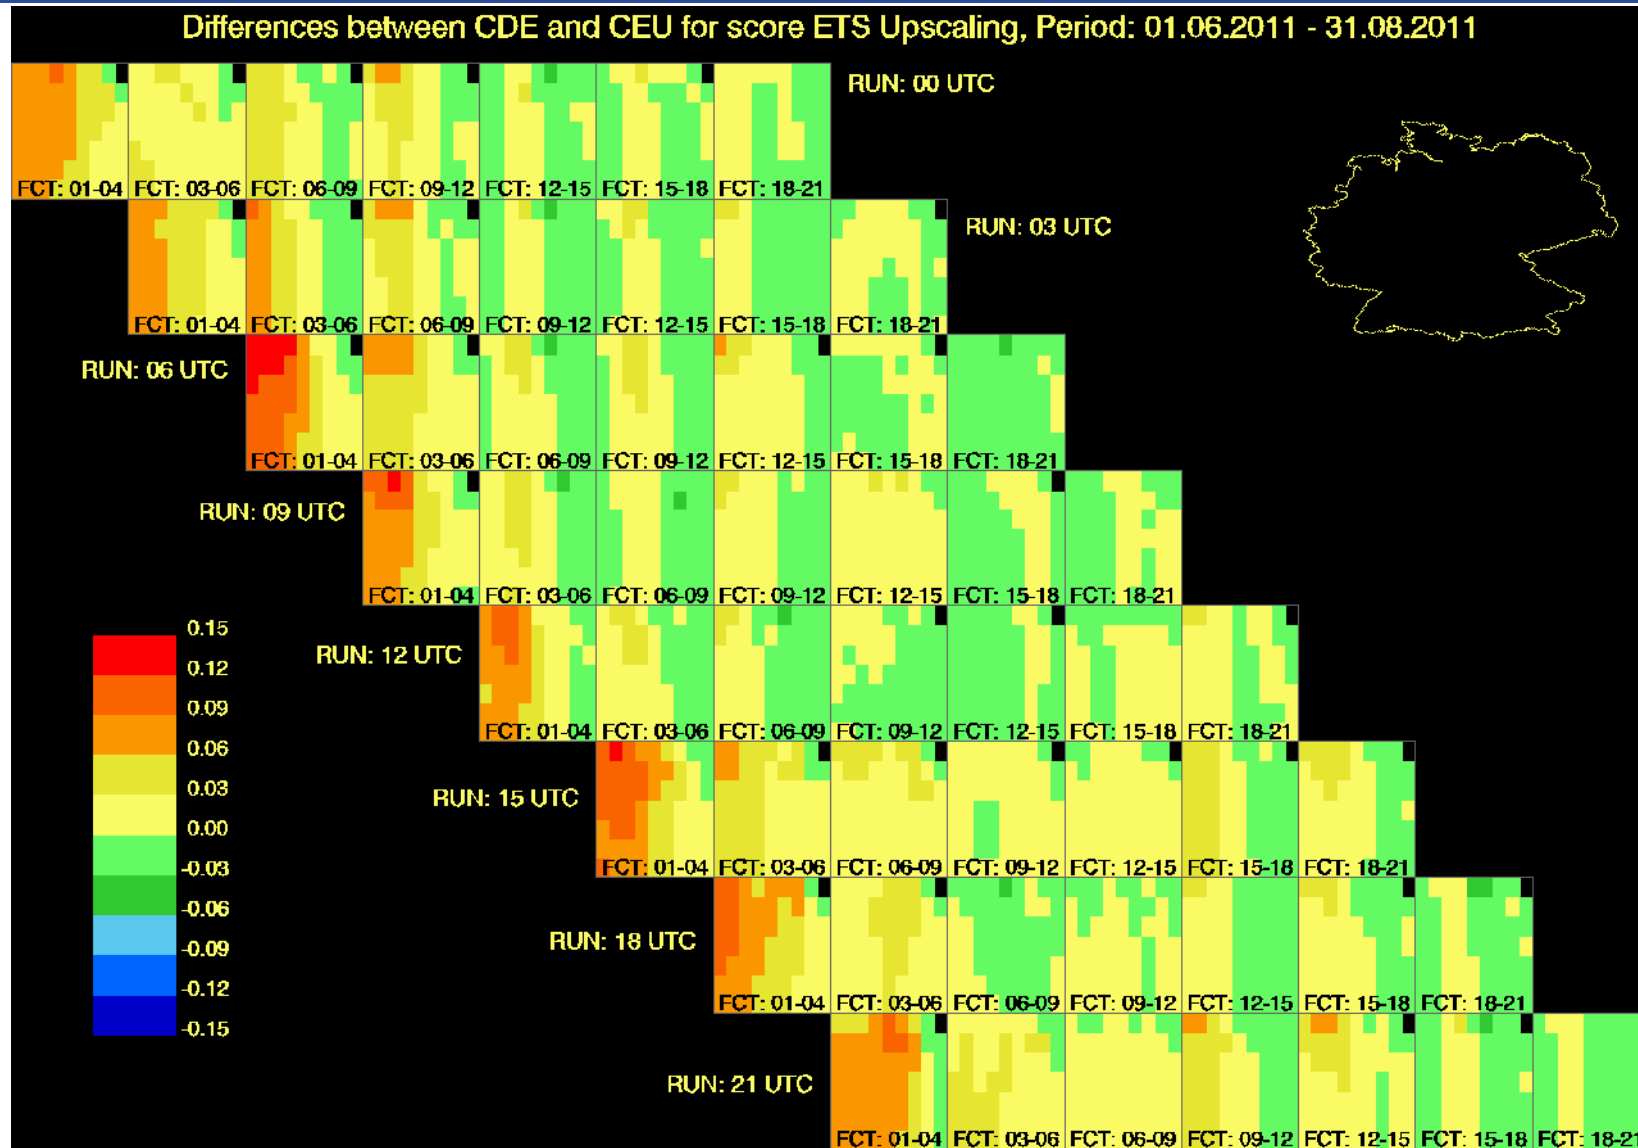 Differences between CDE and CEU for score ETS Upscaling, Period: 01.06.2011 - 31.08.2011
RUN: 00 UTC
FCT: 01-04 FCT: 03-06 FCT: 06-09 FCT: 09-12 FCT: 12-15 FCT: 15-18 FCT: 18-21
RUN: 03 UTC
FCT: 01-04 FCT: 03-06 FCT: 06-09 FCT: 09-12 FCT: 12-15 FCT: 15-18 FCT: 18-21
RUN: 06 UTC
FCT: 01-04 FCT: 03-06 FCT: 06-09 FCT: 09-12 FCT: 12-15 FCT: 15-18 FCT: 18-21
RUN: 09 UTC
FCT: 01-04 FCT: 03-06 FCT: 06-09 FCT: 09-12 FCT: 12-15 FCT: 15-18 FCT: 18-21
RUN: 12 UTC
FCT: 01-04 FCT: 03-06 FCT: 06-09 FCT: 09-12 FCT: 12-15 FCT: 15-18 FCT: 18-21
RUN: 15 UTC
FCT: 01-04 FCT: 03-06 FCT: 06-09 FCT: 09-12 FCT: 12-15 FCT: 15-18 FCT: 18-21
RUN: 18 UTC
FCT: 01-04 FCT: 03-06 FCT: 06-09 FCT: 09-12 FCT: 12-15 FCT: 15-18 FCT: 18-21
RUN: 21 UTC
FCT: 01-04 FCT: 03-06 FCT: 06-09 FCT: 09-12 FCT: 12-15 FCT: 15-18 FCT: 18-21
0.15
0.12
0.09
0.06
0.03
0.00
-0.03
-0.06
-0.09
-0.12
-0.15